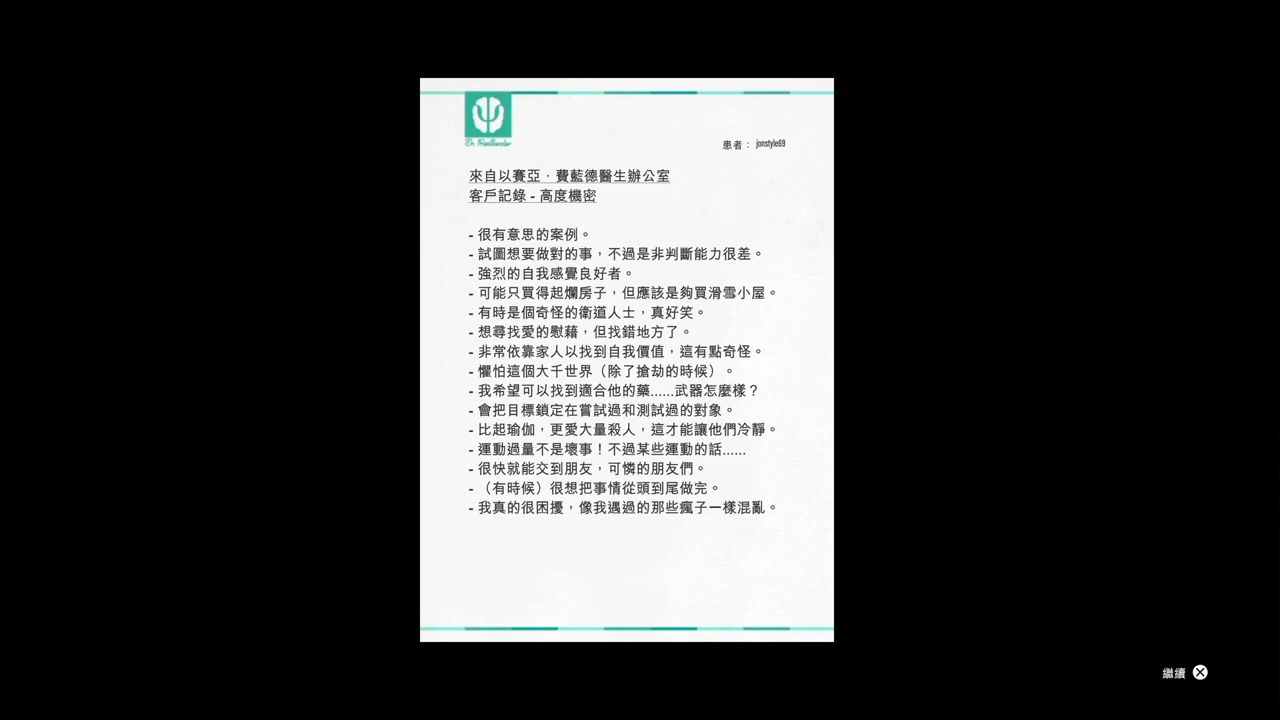 Dr Friedlander
患者： jonstyle69
來自以賽亞．費藍德醫生辦公室
客戶記錄 - 高度機密
- 很有意思的案例。
- 試圖想要做對的事，不過是非判斷能力很差。
- 強烈的自我感覺良好者。
- 可能只買得起爛房子，但應該是夠買滑雪小屋。
- 有時是個奇怪的衛道人士，真好笑。
- 想尋找愛的慰藉，但找錯地方了。
- 非常依靠家人以找到自我價值，這有點奇怪。
- 懼怕這個大千世界（除了搶劫的時候）。
- 我希望可以找到適合他的藥......武器怎麼樣？
- 會把目標鎖定在嘗試過和測試過的對象。
- 比起瑜伽，更愛大量殺人，這才能讓他們冷靜。
- 運動過量不是壞事！不過某些運動的話......
- 很快就能交到朋友，可憐的朋友們。
- （有時候）很想把事情從頭到尾做完。
- 我真的很困擾，像我遇過的那些瘋子一樣混亂。
繼續